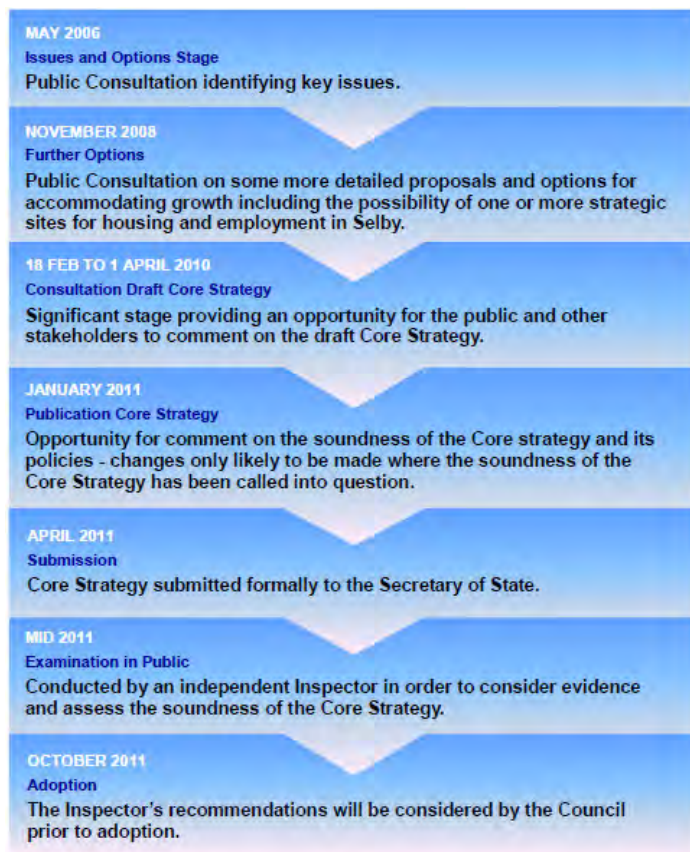 MAY 2006
Issues and Options Stage
Public Consultation identifying key issues.
NOVEMBER 2008
Further Options
Public Consultation on some more detailed proposals and options for
accommodating growth including the possibility of one or more strategic
sites for housing and employment in Selby.
18 FEB TO 1 APRIL 2010
Consultation Draft Core Strategy
Significant stage providing an opportunity for the public and other
stakeholders to comment on the draft Core Strategy.
JANUARY 2011
Publication Core Strategy
Opportunity for comment on the soundness of the Core strategy and its
policies - changes only likely to be made where the soundness of the
Core Strategy has been called into question.
APRIL 2011
Submission
Core Strategy submitted formally to the Secretary of State.
MID 2011
Examination in Public
Conducted by an independent Inspector in order to consider evidence
and assess the soundness of the Core Strategy.
OCTOBER 2011
Adoption
The Inspector's recommendations will be considered by the Council
prior to adoption.